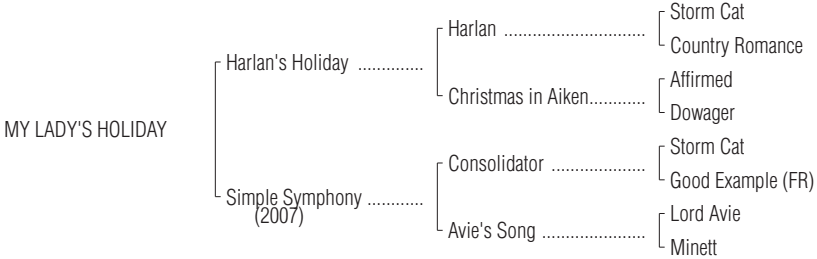 Storm Cat
Harlan ..............................
Country Romance
Harlan's Holiday ..............
Affirmed
Christmas in Aiken............
Dowager
MY LADY'S HOLIDAY
Storm Cat
Consolidator ....................
Good Example (FR)
Simple Symphony ............
(2007)
Lord Avie
Avie's Song ......................
Minett